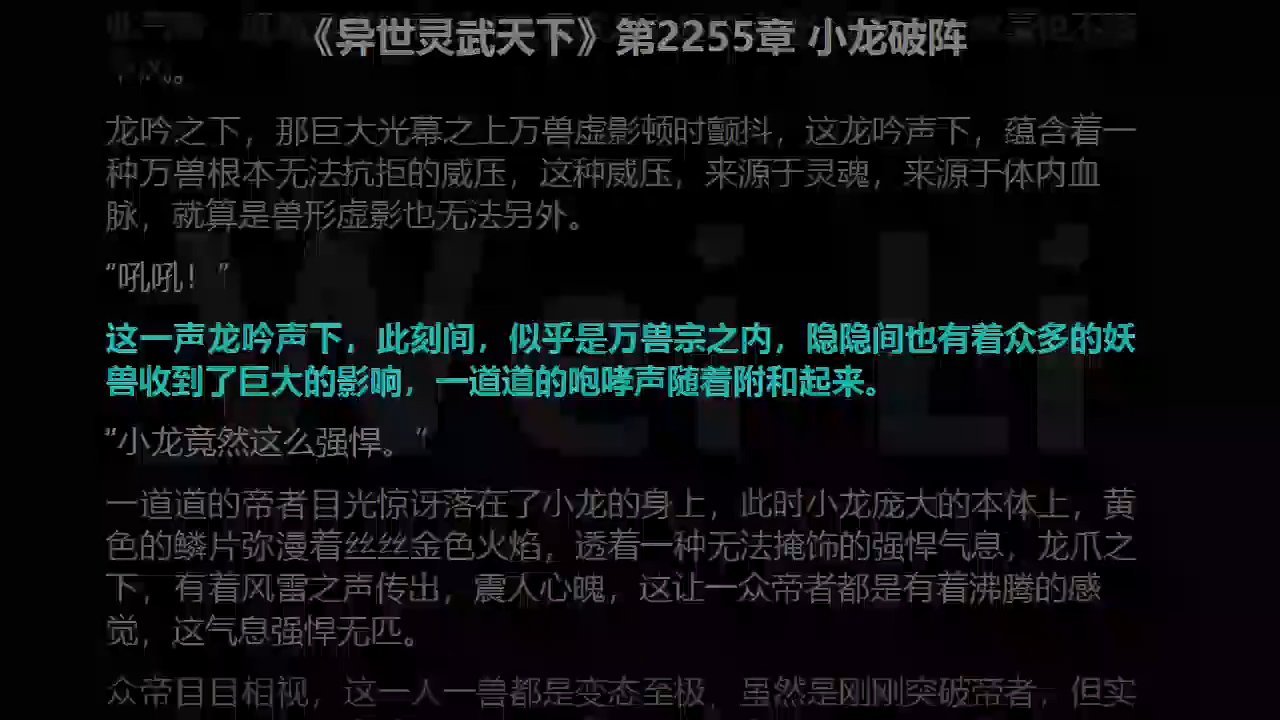 《异世灵武天下》第2255章 小龙破阵
龙吟之下，那巨大光幕之上万兽虚影顿时颤抖，这龙吟声下，蕴含着一
种万兽根本无法抗拒的威压，这种威压，来源于灵魂，来源于体内血
脉，就算是兽形虚影也无法另外。
“吼吼！”
这一声龙吟声下，此刻间，似乎是万兽宗之内，隐隐间也有着众多的妖
兽收到了巨大的影响，一道道的咆哮声随着附和起来。
“小龙竟然这么强悍。“
一道道的帝者目光惊讶落在了小龙的身上，此时小龙庞大的本体上，黄
色的鳞片弥漫着丝丝金色火焰，透着一种无法掩饰的强悍气息，龙爪之
下，有着风雷之声传出，震人心魄，这让一众帝者都是有着沸腾的感
觉，这气息强悍无匹。
众帝目目相视，这一人一兽都是变态至极，虽然是刚刚突破帝者，但实
Wei Li